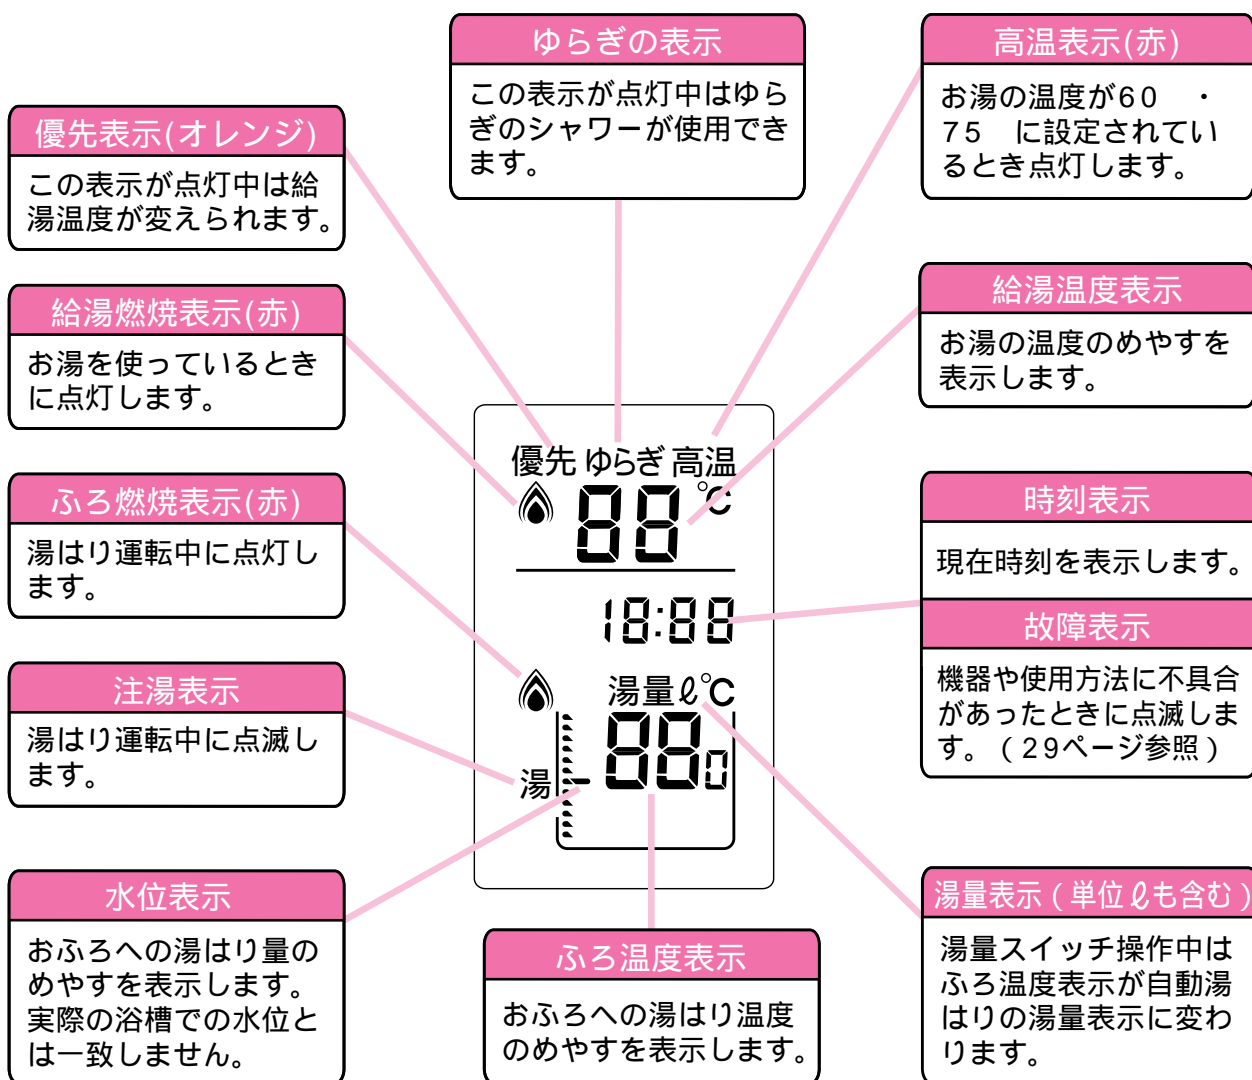 ゆらぎの表示
この表示が点灯中はゆら
ぎのシャワーが使用でき
ます。
高温表示(赤)
お湯の温度が60　・
75　に設定されてい
るとき点灯します。
優先表示(オレンジ)
この表示が点灯中は給
湯温度が変えられます。
給湯燃焼表示(赤)
お湯を使っているとき
に点灯します。
給湯温度表示
お湯の温度のめやすを
表示します。
ふろ燃焼表示(赤)
湯はり運転中に点灯し
ます。
注湯表示
湯はり運転中に点滅し
ます。
水位表示
おふろへの湯はり量の
めやすを表示します。
実際の浴槽での水位と
は一致しません。
優先 ゆらぎ 高温
88 ℃
18:88
湯量ℓ℃
880
湯
時刻表示
現在時刻を表示します。
故障表示
機器や使用方法に不具合
があったときに点滅しま
す。（29ページ参照）
ふろ温度表示
おふろへの湯はり温度
のめやすを表示します。
湯量表示（単位ℓも含む）
湯量スイッチ操作中は
ふろ温度表示が自動湯
はりの湯量表示に変わ
ります。